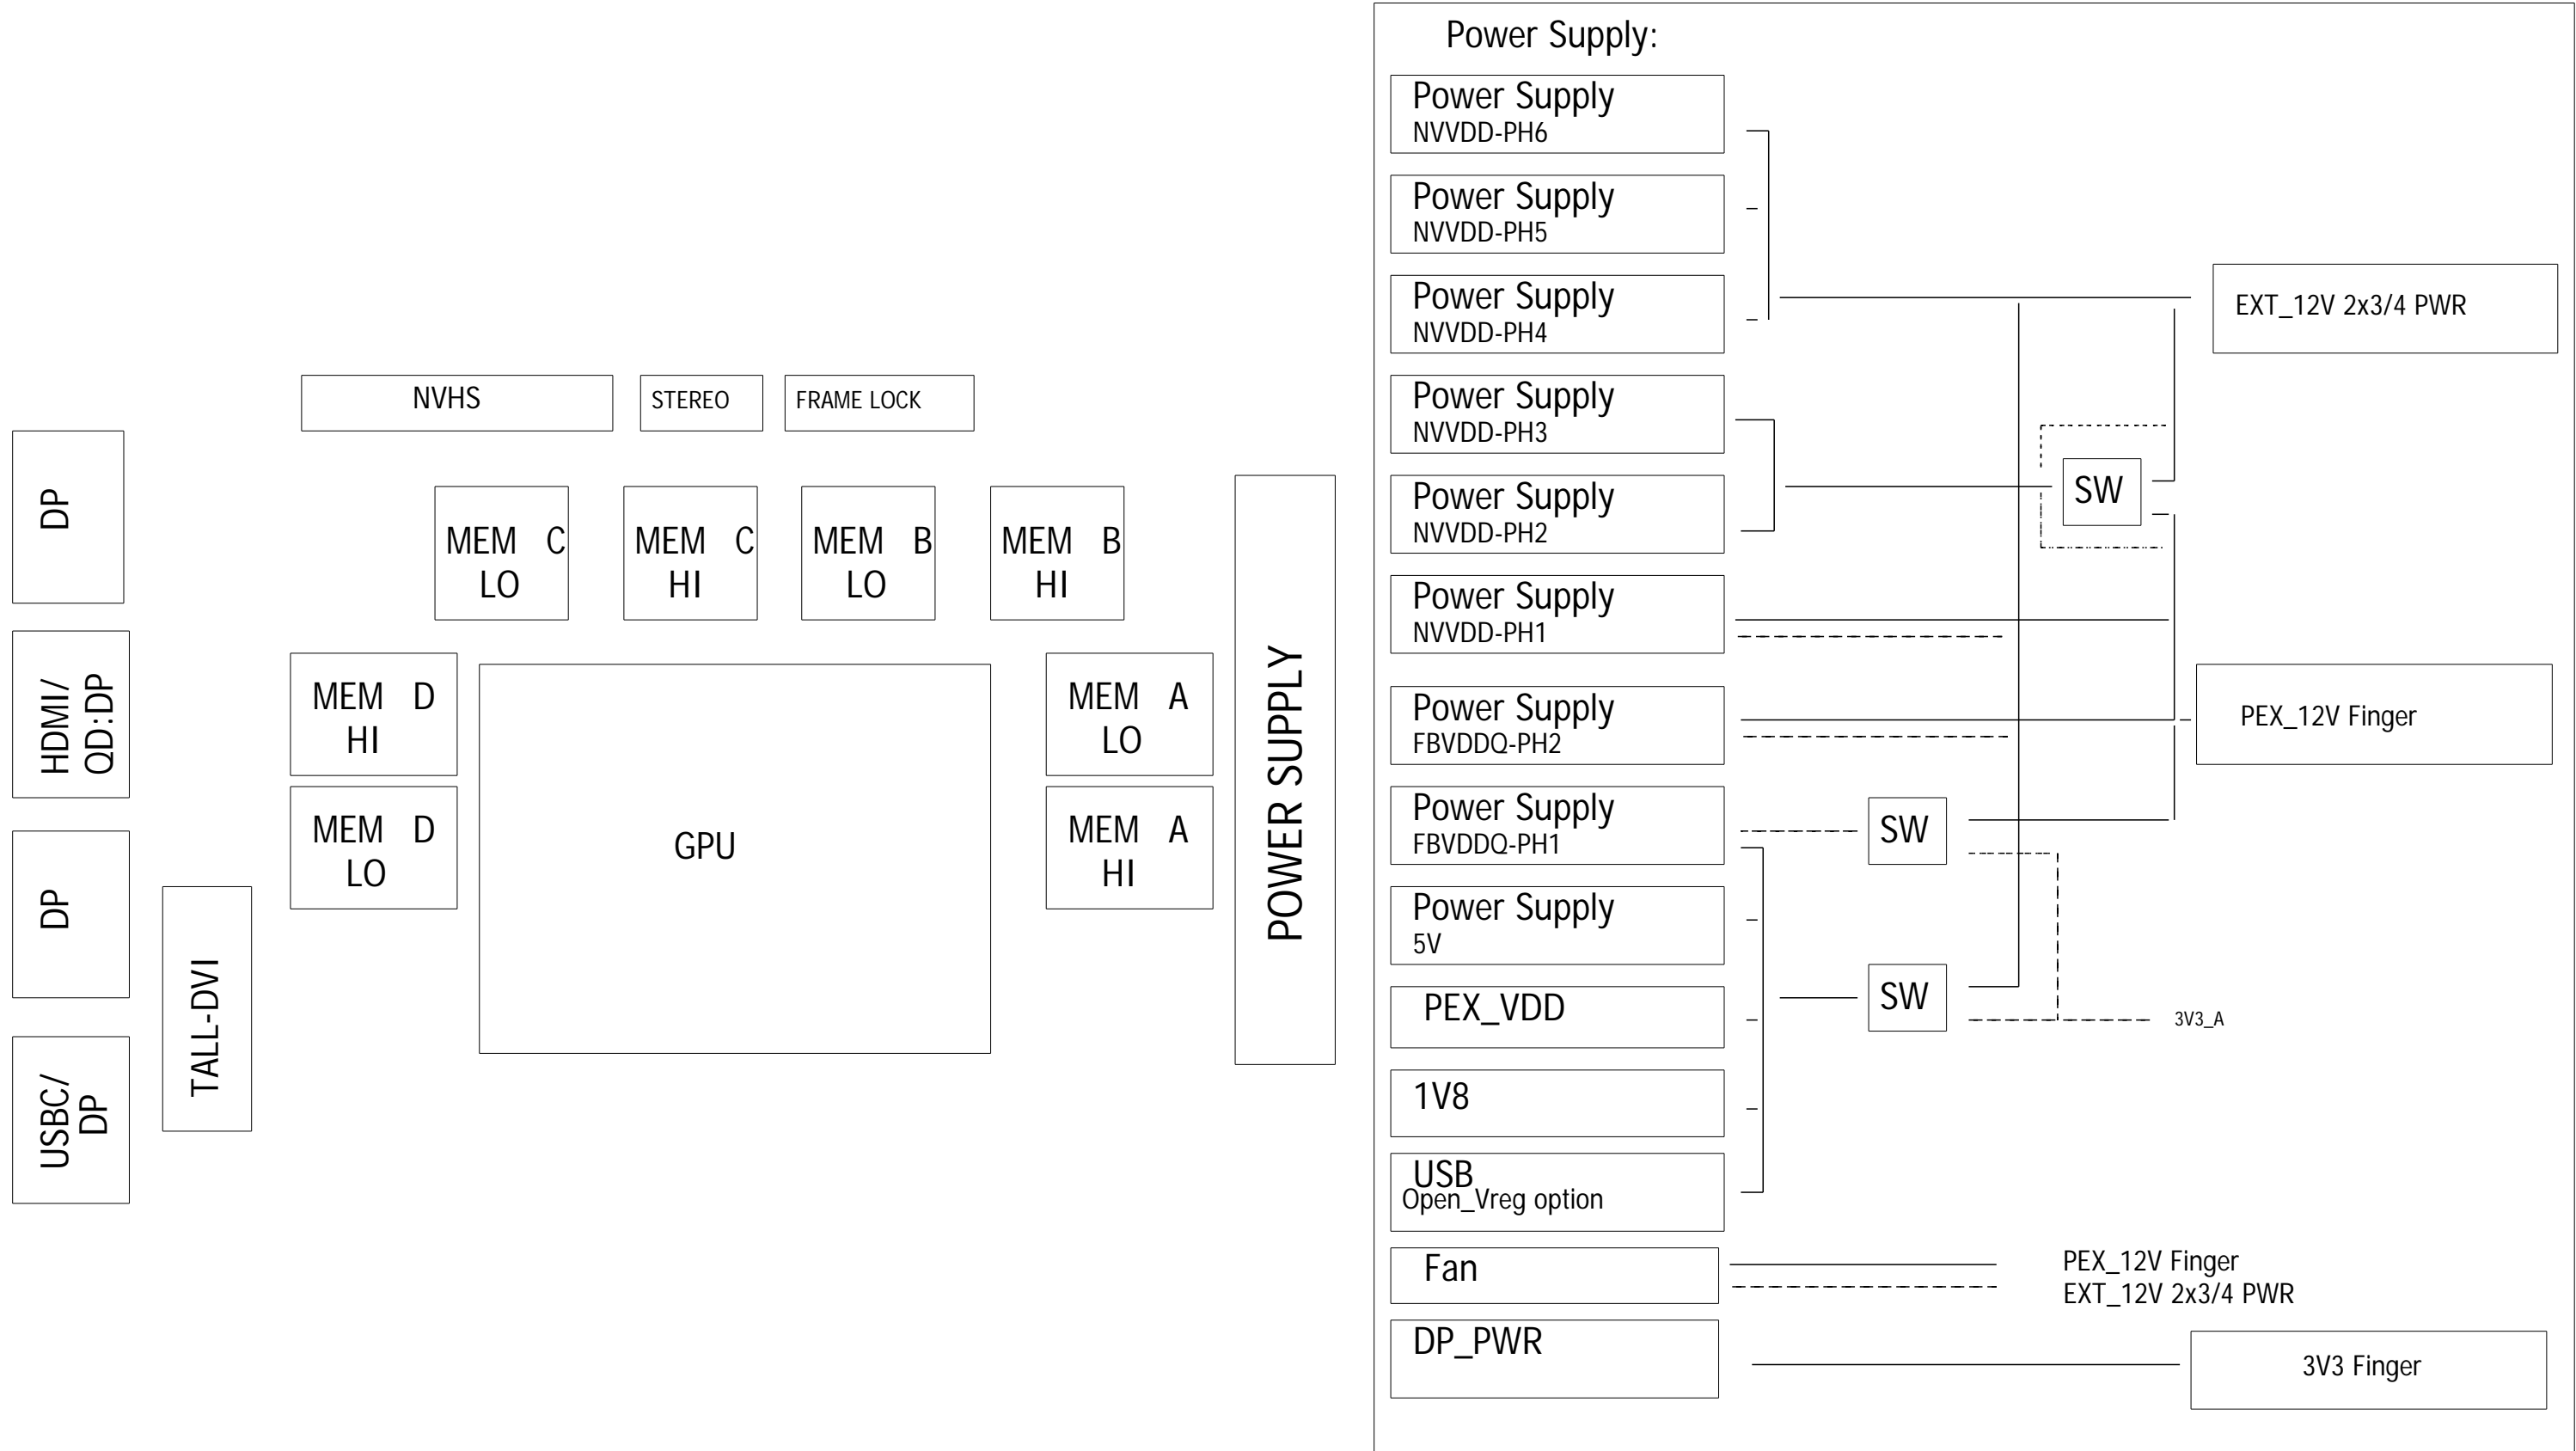 NVHS
STEREO
FRAME LOCK
DP
HDMI/
QD:DP
DP
USBC/
DP
TALL-DVI
MEM C
LO
MEM C
HI
MEM B
LO
MEM B
HI
MEM D
HI
MEM D
LO
GPU
MEM A
LO
MEM A
HI
POWER SUPPLY
Power Supply:
Power Supply
NVVDD-PH6
Power Supply
NVVDD-PH5
Power Supply
NVVDD-PH4
Power Supply
NVVDD-PH3
Power Supply
NVVDD-PH2
Power Supply
NVVDD-PH1
Power Supply
FBVDDQ-PH2
Power Supply
FBVDDQ-PH1
Power Supply
5V
PEX_VDD
1V8
USB
Open_Vreg option
Fan
DP_PWR
EXT_12V 2x3/4 PWR
SW
PEX_12V Finger
SW
SW
3V3_A
PEX_12V Finger
EXT_12V 2x3/4 PWR
3V3 Finger